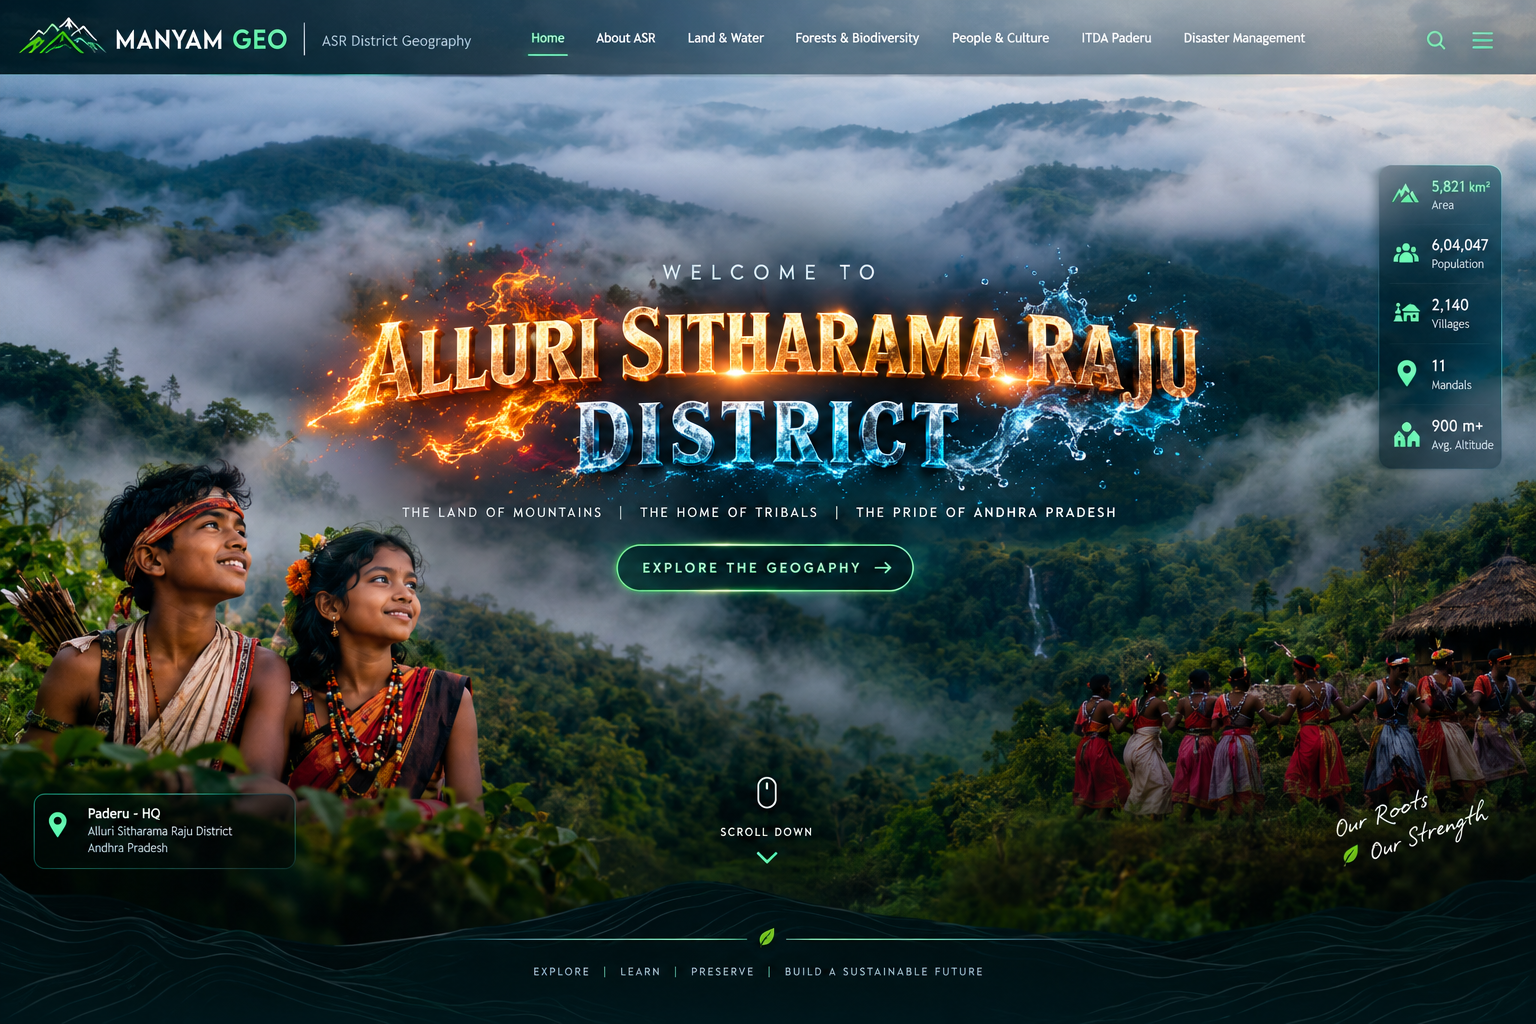 MANYAM GEO
ASR District Geography
Home
About ASR
Land & Water
Forests & Biodiversity
People & Culture
ITDA Paderu
Disaster Management
5,821 km²
Area
6,04,047
Population
2,140
Villages
11
Mandals
900 m+
Avg. Altitude
WELCOME TO
ALLURI SITHARAMA RAJU
DISTRICT
THE LAND OF MOUNTAINS | THE HOME OF TRIBALS | THE PRIDE OF ANDHRA PRADESH
EXPLORE THE GEOGAPHY →
Paderu - HQ
Alluri Sitharama Raju District
Andhra Pradesh
SCROLL DOWN
Our Roots
Our Strength
EXPLORE | LEARN | PRESERVE | BUILD A SUSTAINABLE FUTURE